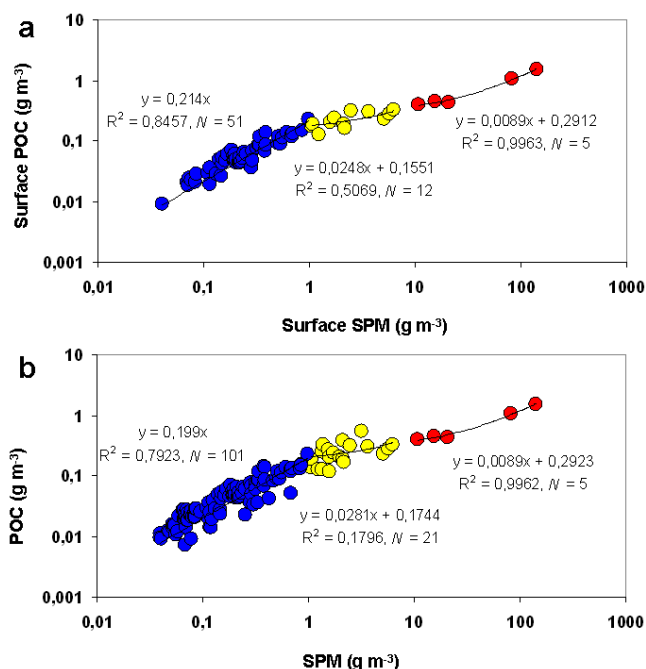 a
10
1
0,1
0,01
0,001
Surface POC (g m-3)
y = 0,214x
R2 = 0,8457, N = 51
y = 0,0248x + 0,1551
R2 = 0,5069, N = 12
y = 0,0089x + 0,2912
R2 = 0,9963, N = 5
0,01 0,1 1 10 100 1000
Surface SPM (g m-3)
b
10
1
0,1
0,01
0,001
POC (g m-3)
y = 0,199x
R2 = 0,7923, N = 101
y = 0,0281x + 0,1744
R2 = 0,1796, N = 21
y = 0,0089x + 0,2923
R2 = 0,9962, N = 5
0,01 0,1 1 10 100 1000
SPM (g m-3)